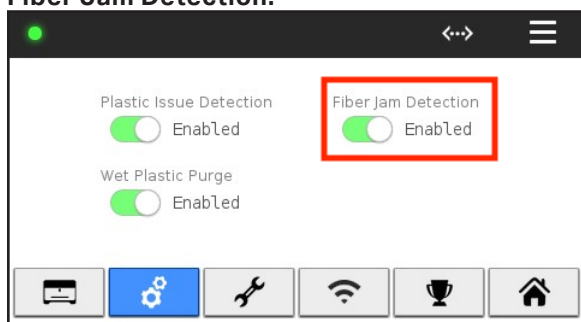 Fiber Jam Detection.
Plastic Issue Detection
Fiber Jam Detection
Enabled
Enabled
Wet Plastic Purge
Enabled